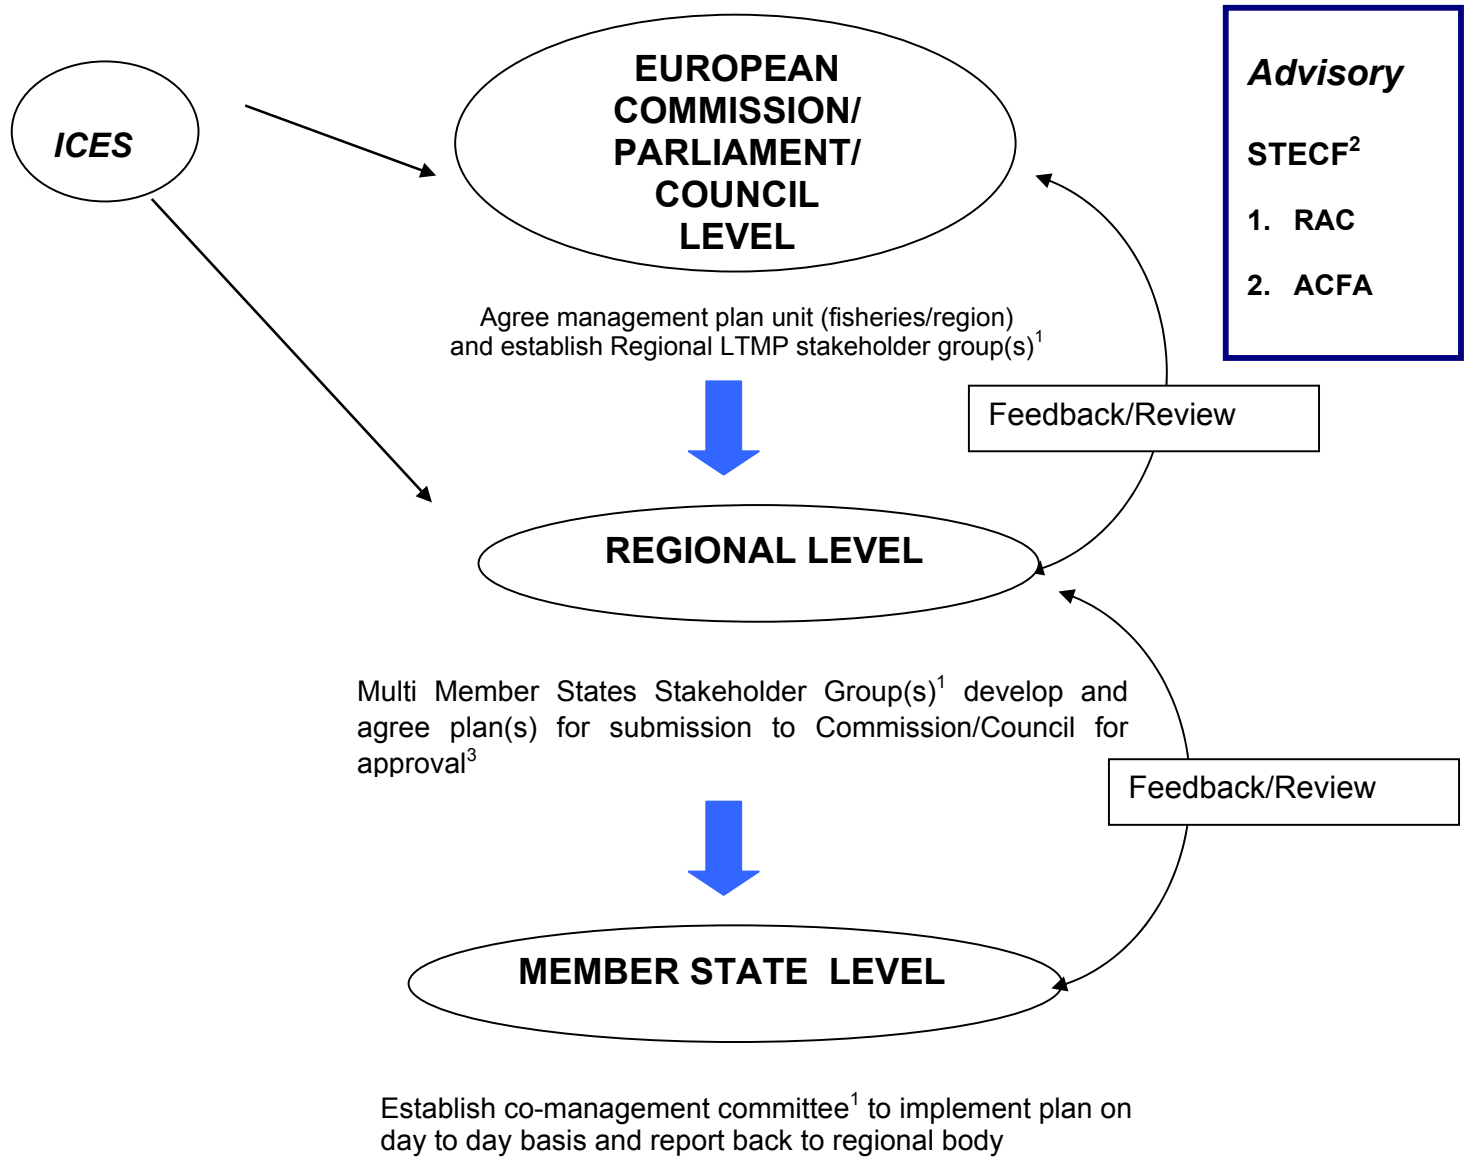 ICES
EUROPEAN
COMMISSION/
PARLIAMENT/
COUNCIL
LEVEL
Advisory
STECF²
1. RAC
2. ACFA
Agree management plan unit (fisheries/region)
and establish Regional LTMP stakeholder group(s)¹
Feedback/Review
REGIONAL LEVEL
Multi Member States Stakeholder Group(s)¹ develop and
agree plan(s) for submission to Commission/Council for
approval³
Feedback/Review
MEMBER STATE LEVEL
Establish co-management committee¹ to implement plan on
day to day basis and report back to regional body